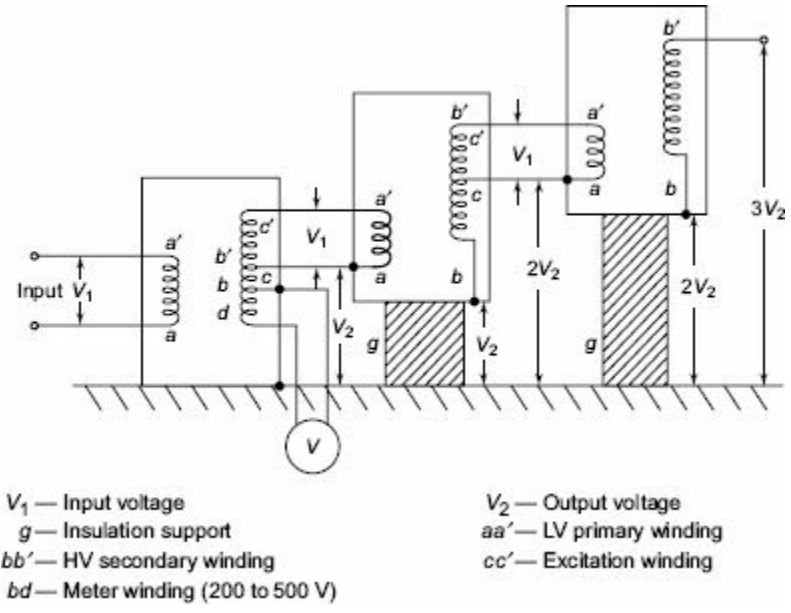 b′
b′
a′
c′
V₁
a′
V₁
c
a
b
3V₂
c′
a′
b′
2V₂
2V₂
Input V₁
b
c
a
b
V₂
a
d
g
V₂
g
V
V₁ — Input voltage
V₂ — Output voltage
g — Insulation support
aa′ — LV primary winding
bb′ — HV secondary winding
cc′ — Excitation winding
bd — Meter winding (200 to 500 V)